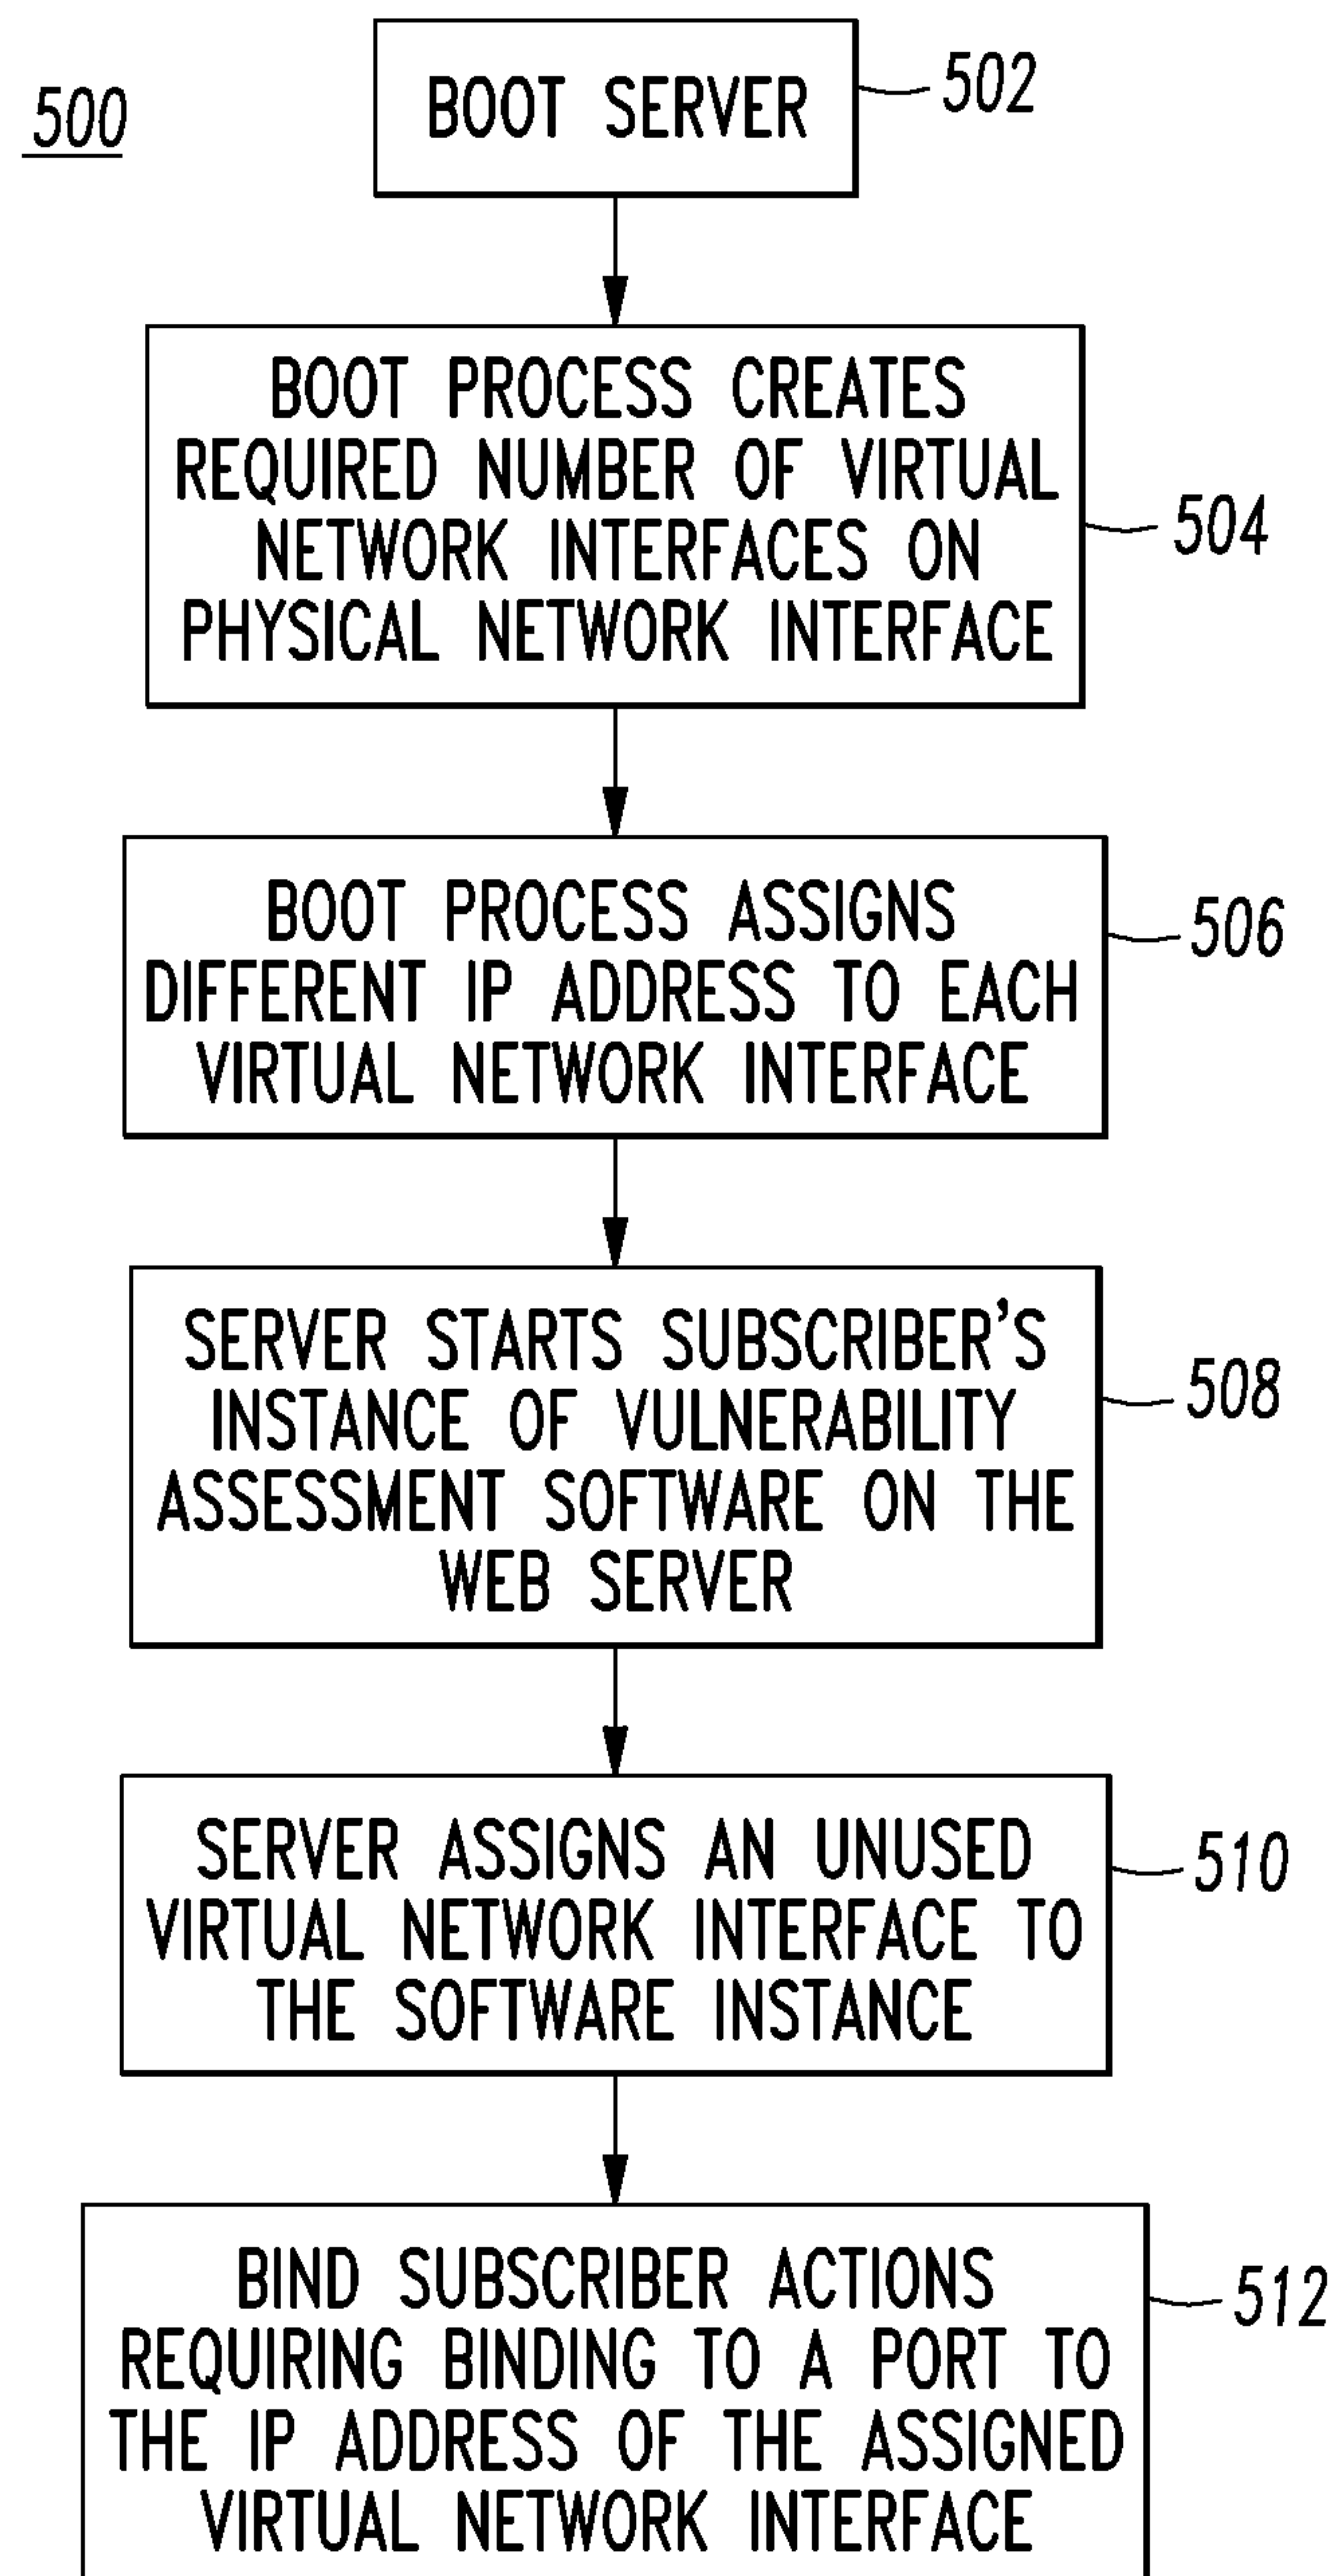 500
BOOT SERVER
502
BOOT PROCESS CREATES
REQUIRED NUMBER OF VIRTUAL
NETWORK INTERFACES ON
PHYSICAL NETWORK INTERFACE
504
BOOT PROCESS ASSIGNS
DIFFERENT IP ADDRESS TO EACH
VIRTUAL NETWORK INTERFACE
506
SERVER STARTS SUBSCRIBER'S
INSTANCE OF VULNERABILITY
ASSESSMENT SOFTWARE ON THE
WEB SERVER
508
SERVER ASSIGNS AN UNUSED
VIRTUAL NETWORK INTERFACE TO
THE SOFTWARE INSTANCE
510
BIND SUBSCRIBER ACTIONS
REQUIRING BINDING TO A PORT TO
THE IP ADDRESS OF THE ASSIGNED
VIRTUAL NETWORK INTERFACE
512